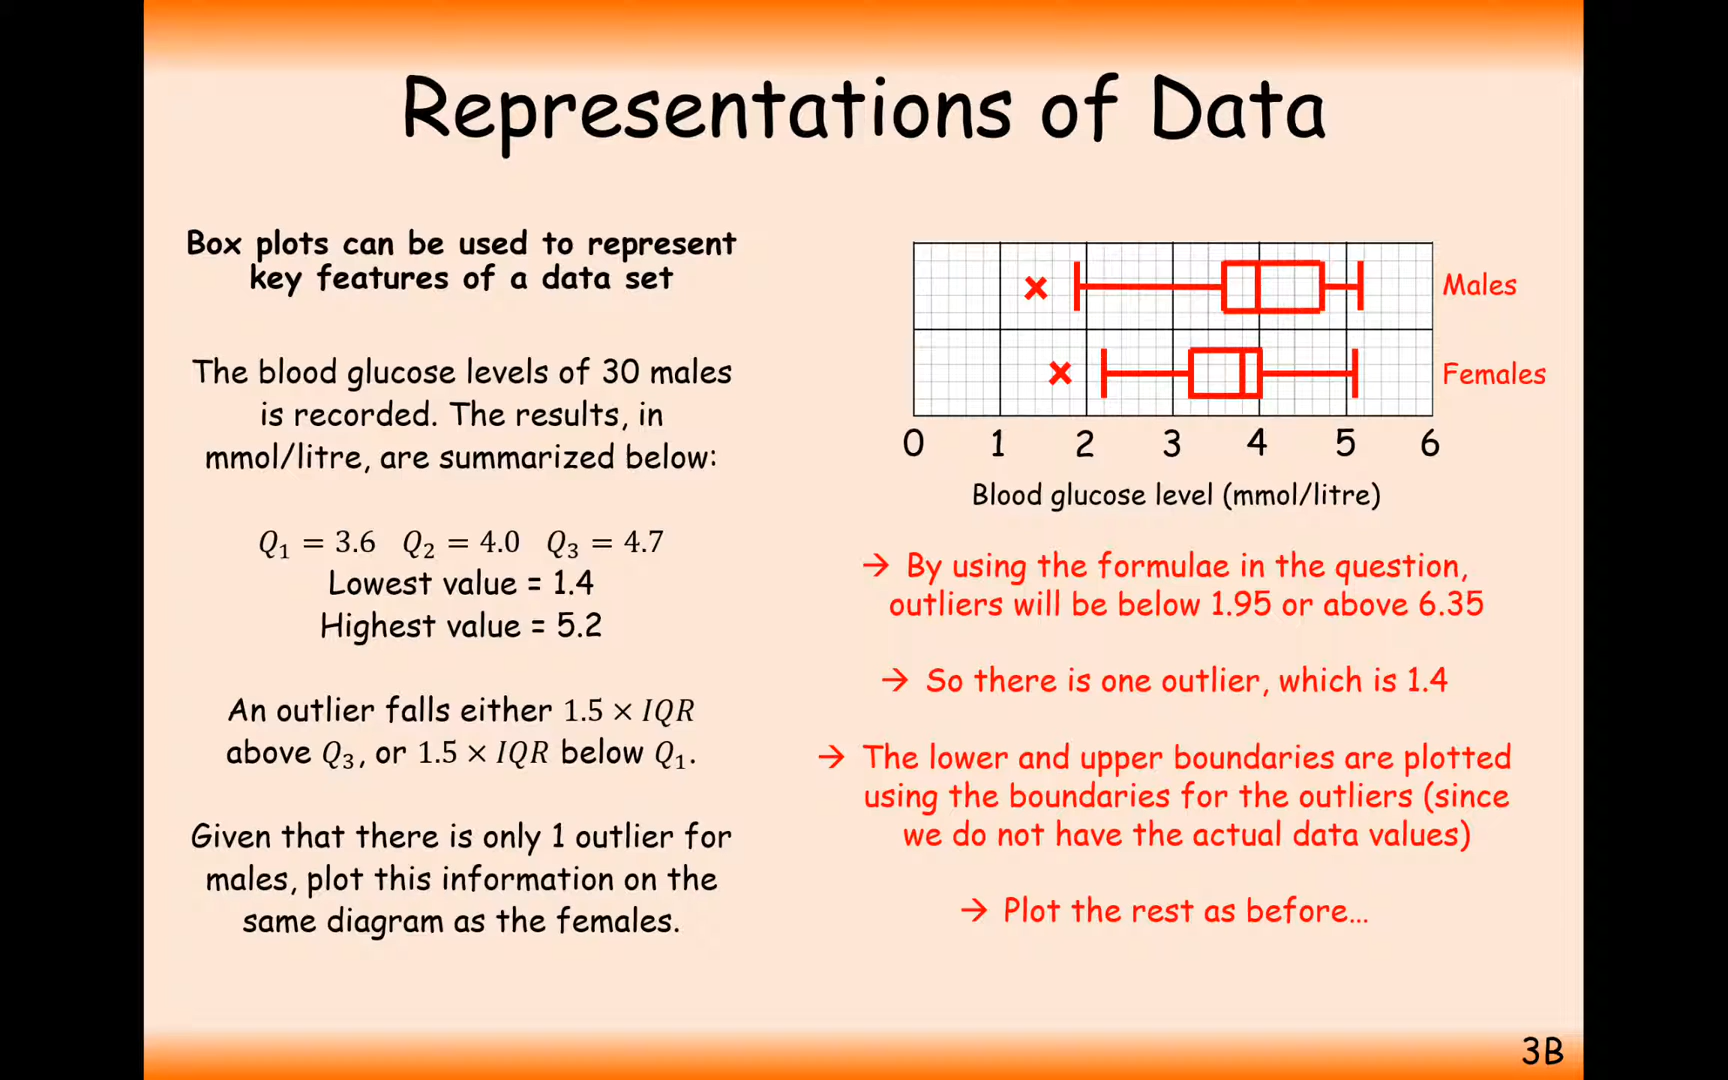 Representations of Data
Box plots can be used to represent
key features of a data set
The blood glucose levels of 30 males
is recorded. The results, in
mmol/litre, are summarized below:
Q₁ = 3.6 Q₂ = 4.0 Q₃ = 4.7
Lowest value = 1.4
Highest value = 5.2
An outlier falls either 1.5 × IQR
above Q₃, or 1.5 × IQR below Q₁.
Given that there is only 1 outlier for
males, plot this information on the
same diagram as the females.
Males
Females
0 1 2 3 4 5 6
Blood glucose level (mmol/litre)
→ By using the formulae in the question,
outliers will be below 1.95 or above 6.35
→ So there is one outlier, which is 1.4
→ The lower and upper boundaries are plotted
using the boundaries for the outliers (since
we do not have the actual data values)
→ Plot the rest as before…
3B